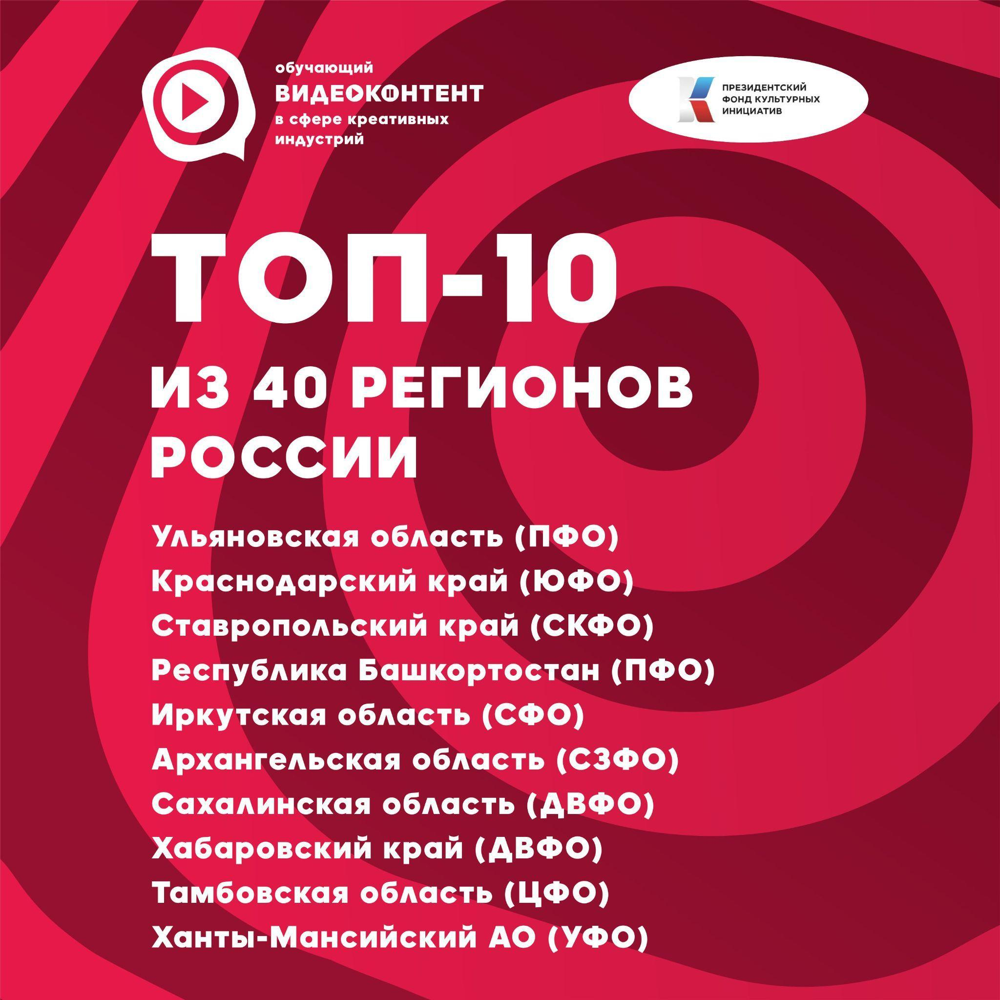 обучающий
ВИДЕОКОНТЕНТ
в сфере креативных
индустрий
ПРЕЗИДЕНТСКИЙ
ФОНД КУЛЬТУРНЫХ
ИНИЦИАТИВ
ТОП-10
ИЗ 40 РЕГИОНОВ
РОССИИ
Ульяновская область (ПФО)
Краснодарский край (ЮФО)
Ставропольский край (СКФО)
Республика Башкортостан (ПФО)
Иркутская область (СФО)
Архангельская область (СЗФО)
Сахалинская область (ДВФО)
Хабаровский край (ДВФО)
Тамбовская область (ЦФО)
Ханты-Мансийский АО (УФО)